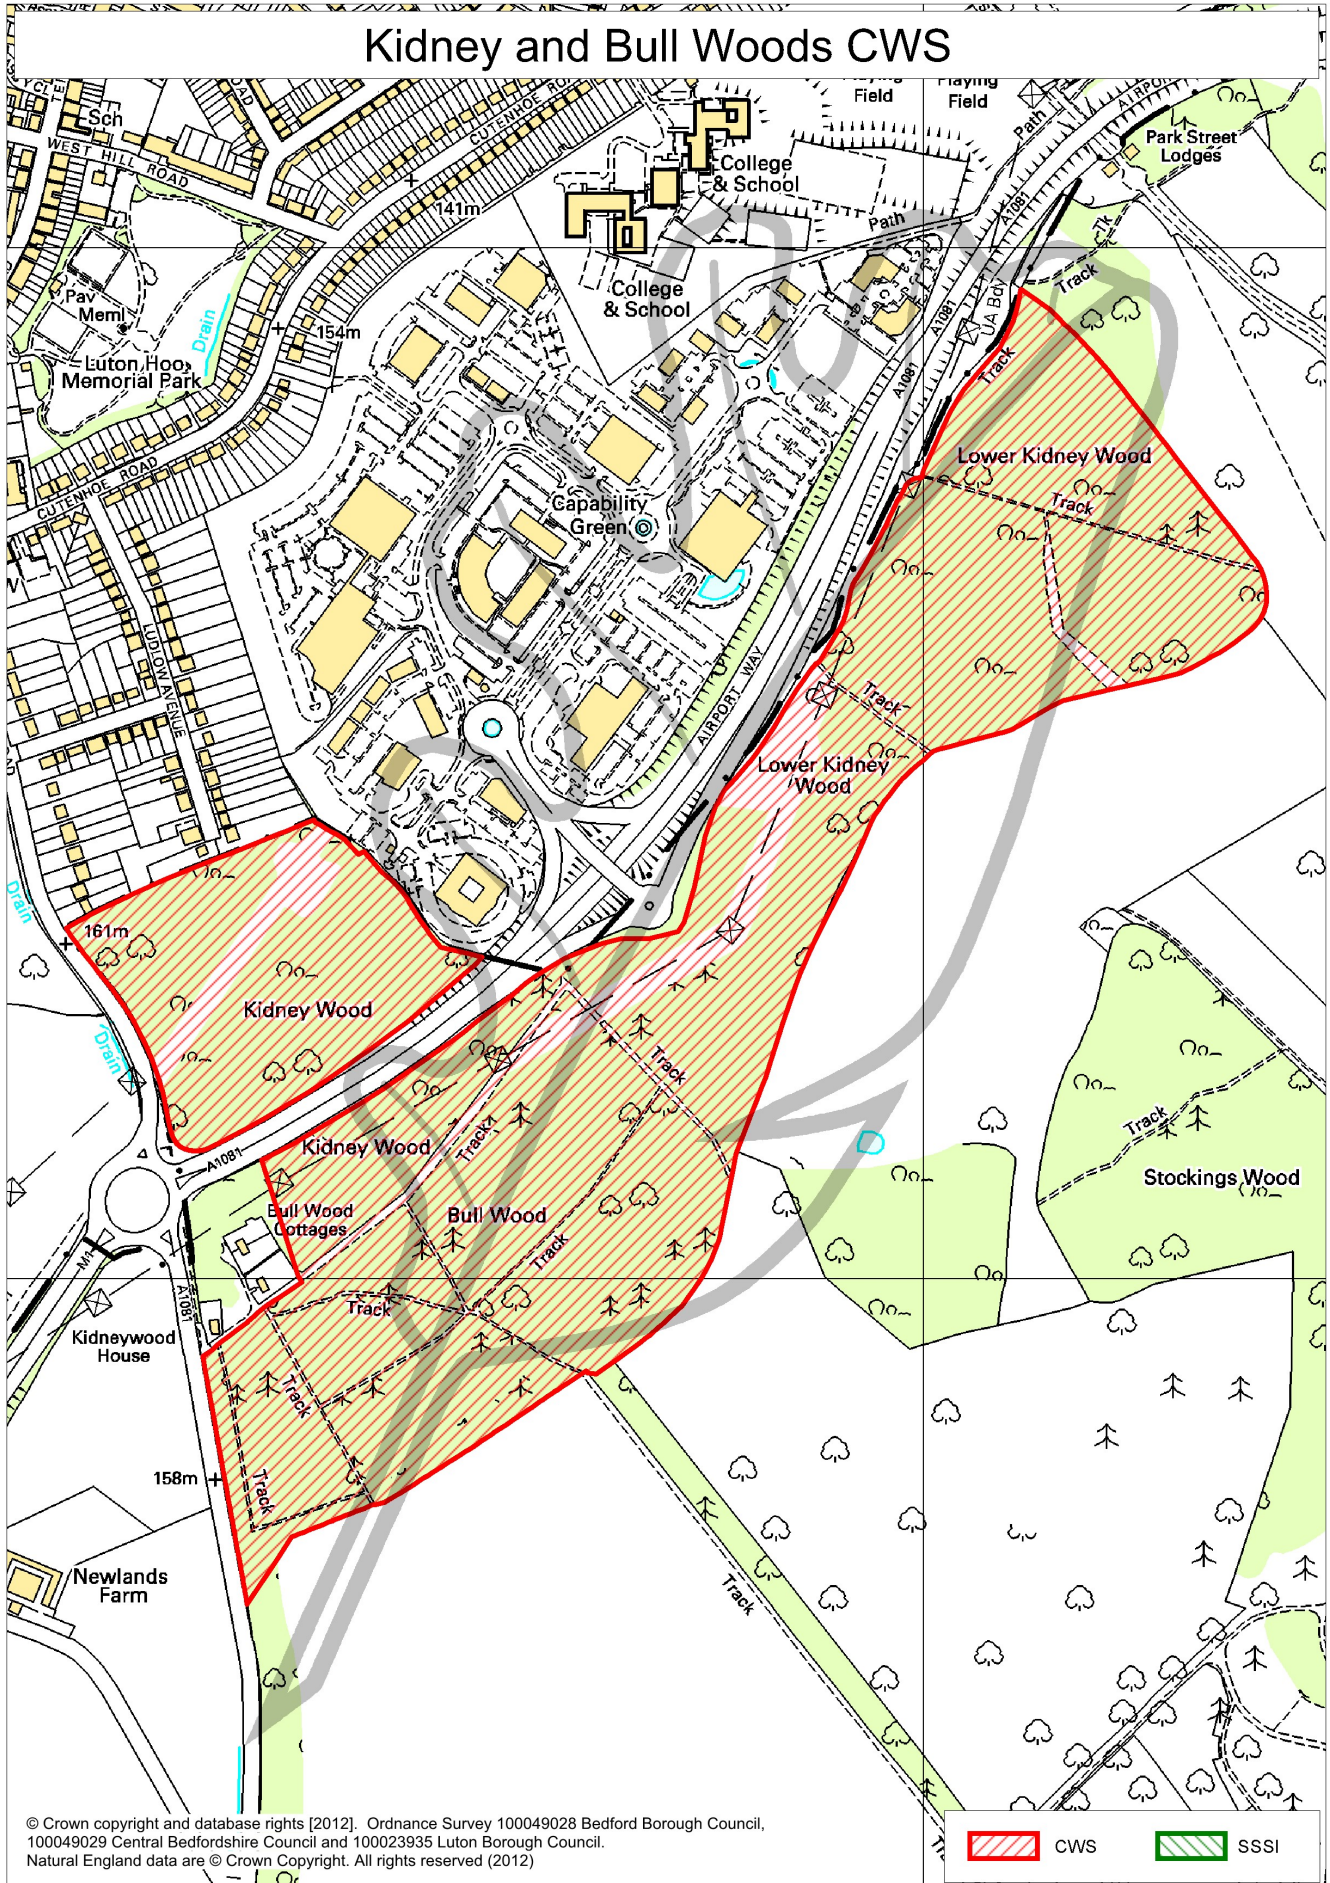 Kidney and Bull Woods CWS
Playing
Field
Playing
Field
Path
Sch
WEST HILL ROAD
CUTENHOE ROAD
141m
College
& School
Park Street
Lodges
A1081
Path
Track
Pav
Meml
Drain
154m
College
& School
UA Bdy
A1081
Track
Luton Hoo
Memorial Park
A1081
CUTENHOE ROAD
Lower Kidney Wood
Track
Capability
Green
LUDLOW AVENUE
AIRPORT WAY
Track
Lower Kidney
Wood
Drain
161m
Kidney Wood
Drain
Track
Track
Stockings Wood
Kidney Wood
A1081
Track
Bull Wood
Cottages
Bull Wood
Track
M1
A1081
Track
Kidneywood
House
Track
158m
Track
Newlands
Farm
Track
© Crown copyright and database rights [2012]. Ordnance Survey 100049028 Bedford Borough Council,
100049029 Central Bedfordshire Council and 100023935 Luton Borough Council.
Natural England data are © Crown Copyright. All rights reserved (2012)
CWS
SSSI